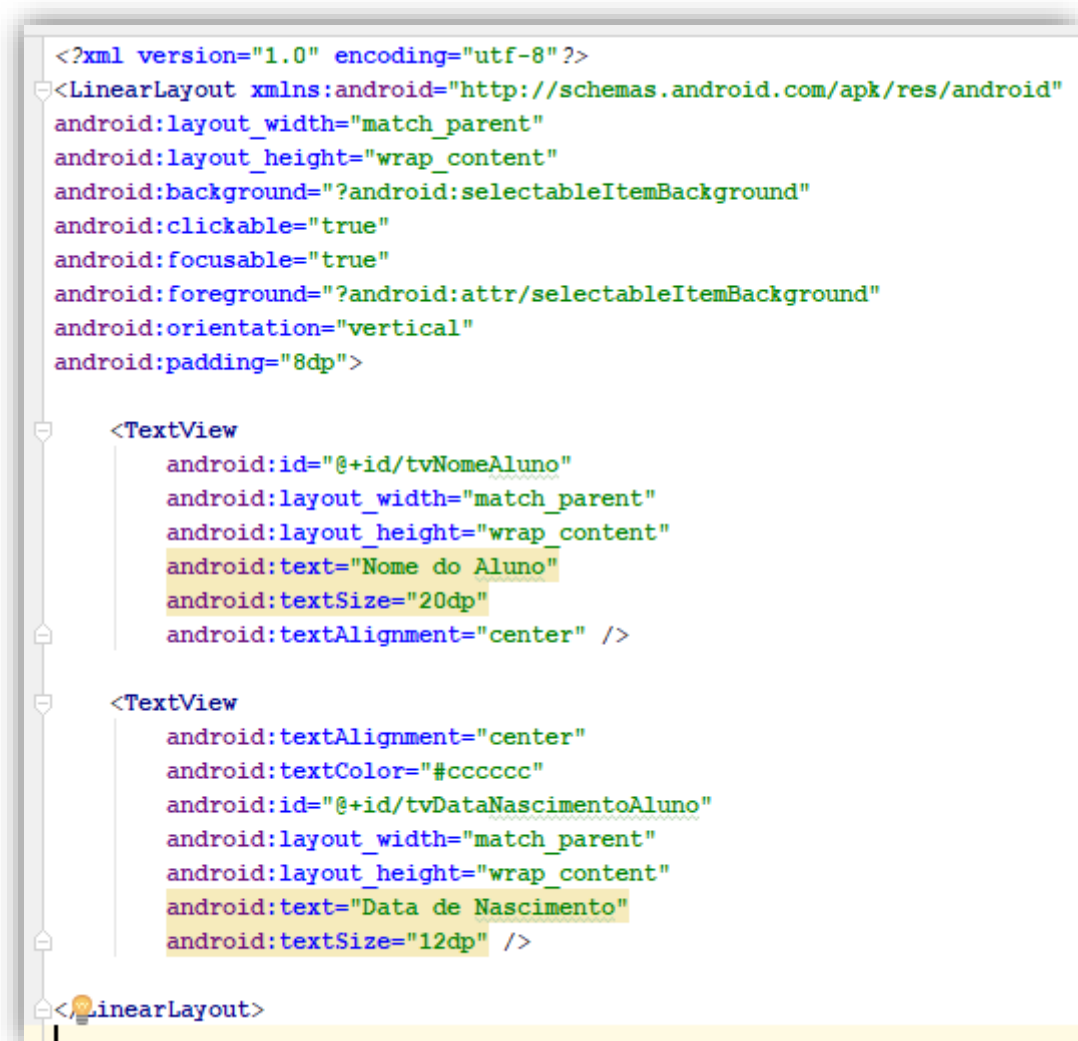 <?xml version="1.0" encoding="utf-8"?>
<LinearLayout xmlns:android="http://schemas.android.com/apk/res/android"
android:layout_width="match_parent"
android:layout_height="wrap_content"
android:background="?android:selectableItemBackground"
android:clickable="true"
android:focusable="true"
android:foreground="?android:attr/selectableItemBackground"
android:orientation="vertical"
android:padding="8dp">
<TextView
android:id="@+id/tvNomeAluno"
android:layout_width="match_parent"
android:layout_height="wrap_content"
android:text="Nome do Aluno"
android:textSize="20dp"
android:textAlignment="center" />
<TextView
android:textAlignment="center"
android:textColor="#cccccc"
android:id="@+id/tvDataNascimentoAluno"
android:layout_width="match_parent"
android:layout_height="wrap_content"
android:text="Data de Nascimento"
android:textSize="12dp" />
</LinearLayout>